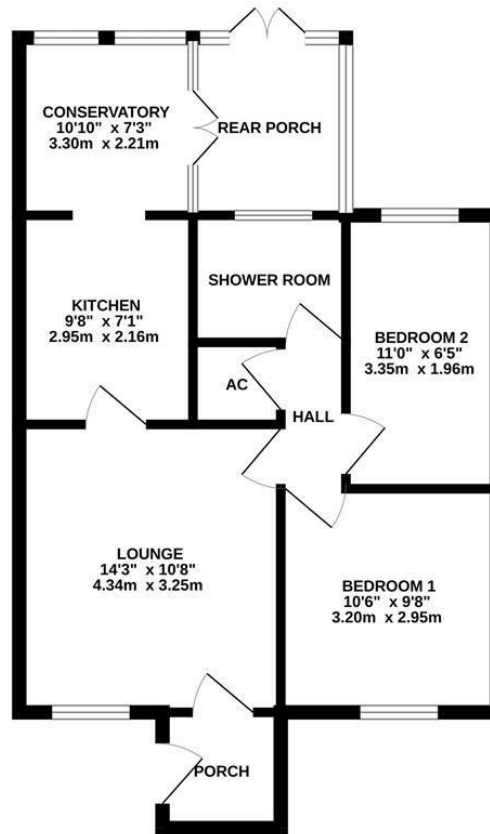 CONSERVATORY
10'10" x 7'3"
3.30m x 2.21m
REAR PORCH
SHOWER ROOM
KITCHEN
9'8" x 7'1"
2.95m x 2.16m
BEDROOM 2
11'0" x 6'5"
3.35m x 1.96m
AC
HALL
LOUNGE
14'3" x 10'8"
4.34m x 3.25m
BEDROOM 1
10'6" x 9'8"
3.20m x 2.95m
PORCH